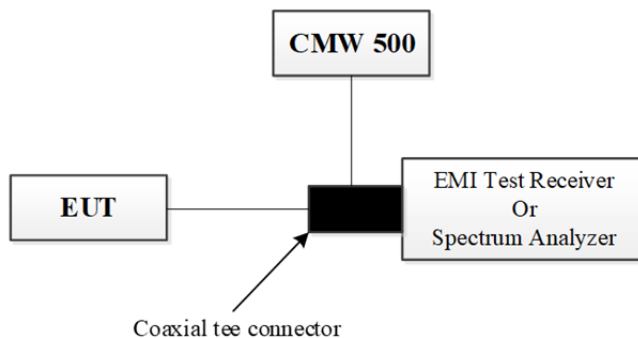 CMW 500
EUT
EMI Test Receiver
Or
Spectrum Analyzer
Coaxial tee connector